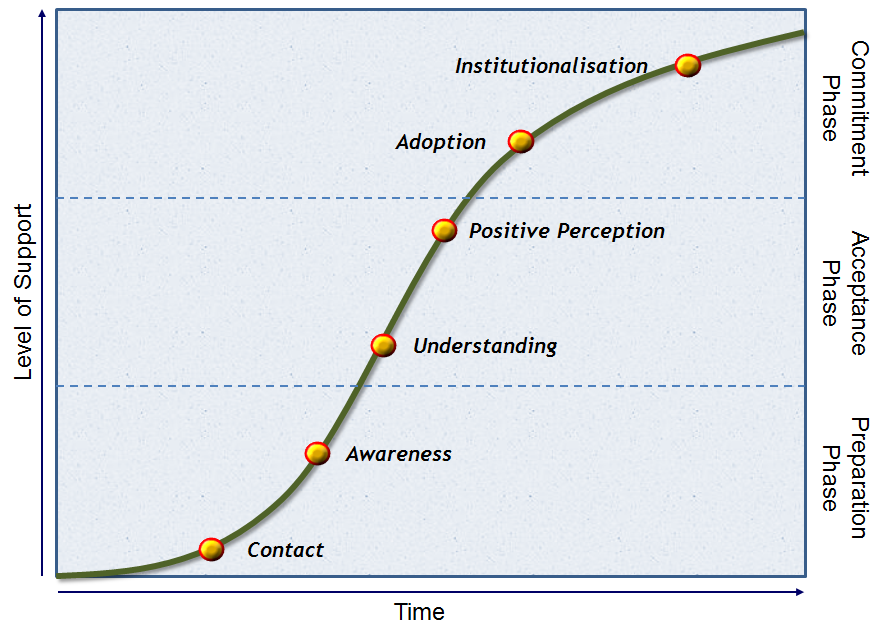 Institutionalisation
Adoption
Positive Perception
Understanding
Awareness
Contact
Level of Support
Time
Commitment
Phase
Acceptance
Phase
Preparation
Phase